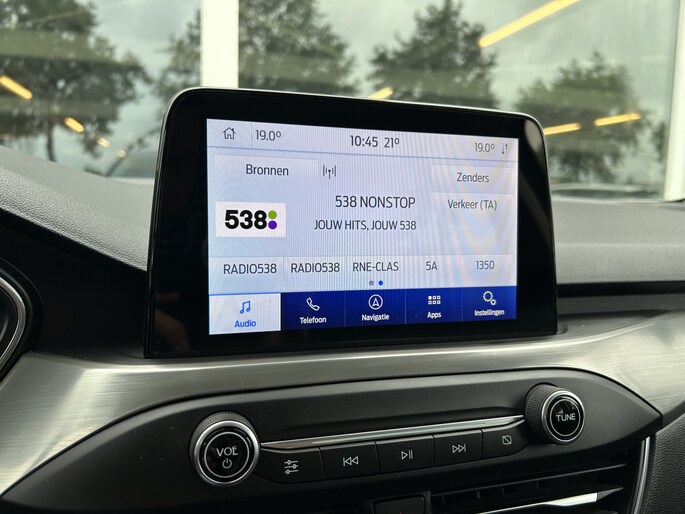 19.0° 10:45 21° 19.0°
Bronnen
Zenders
538 NONSTOP
Verkeer (TA)
538
JOUW HITS, JOUW 538
RADIO538 RADIO538 RNE-CLAS 5A 1350
Audio Telefoon Navigatie Apps Instellingen
VOL
TUNE